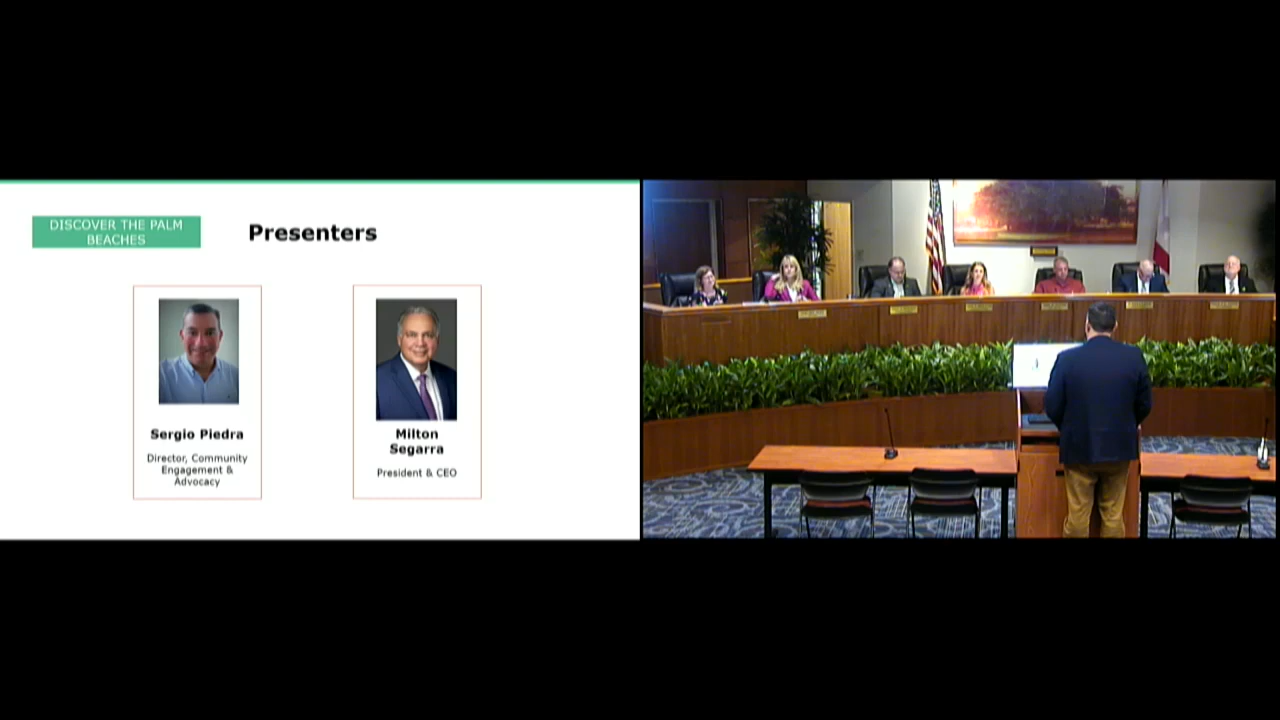 DISCOVER THE PALM
BEACHES
Presenters
Sergio Piedra
Director, Community
Engagement &
Advocacy
Milton
Segarra
President & CEO